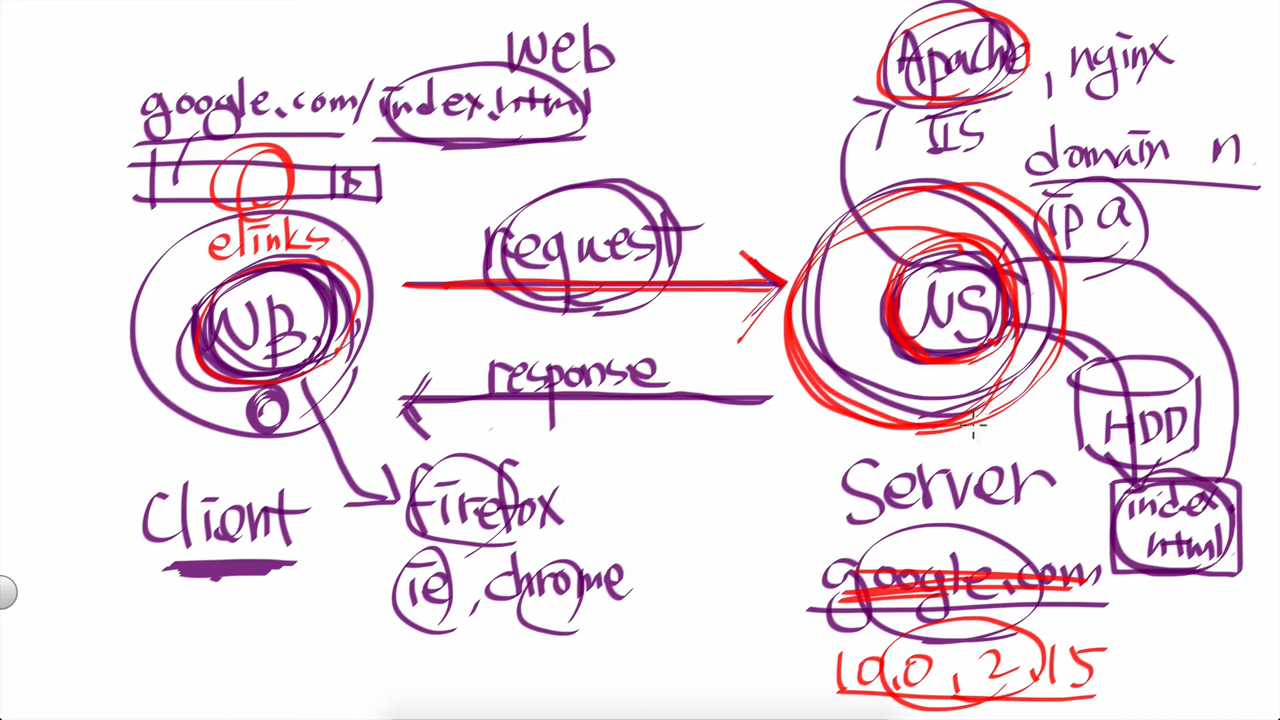 Web
google.com/index.html
elinks
WB
Client
request
response
firefox
ie, chrome
Apache, nginx
IIS
domain n
ip a
WS
HDD
index
html
Server
google.com
10.0.2.15